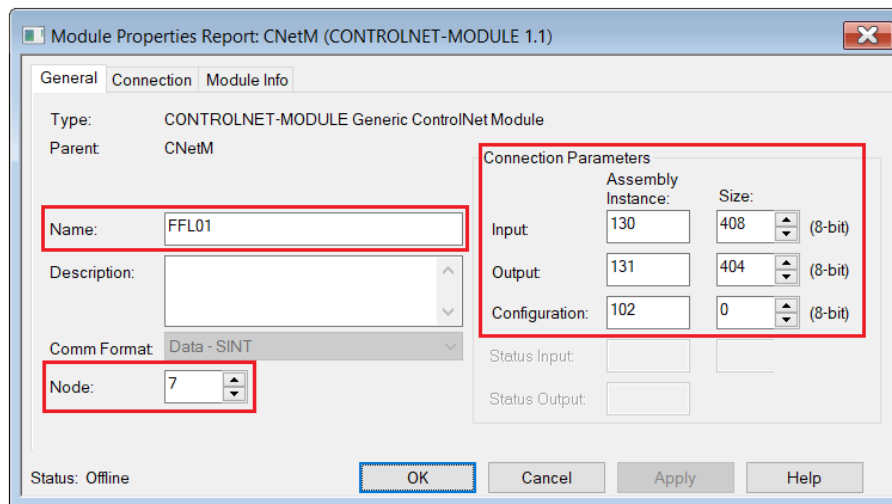 Module Properties Report: CNetM (CONTROLNET-MODULE 1.1)
General Connection Module Info
Type: CONTROLNET-MODULE Generic ControlNet Module
Parent: CNetM
Connection Parameters
Assembly
Instance: Size:
Name: FFL01
Input: 130 408 (8-bit)
Description:
Output: 131 404 (8-bit)
Configuration: 102 0 (8-bit)
Comm Format: Data - SINT
Status Input:
Node: 7
Status Output:
Status: Offline OK Cancel Apply Help